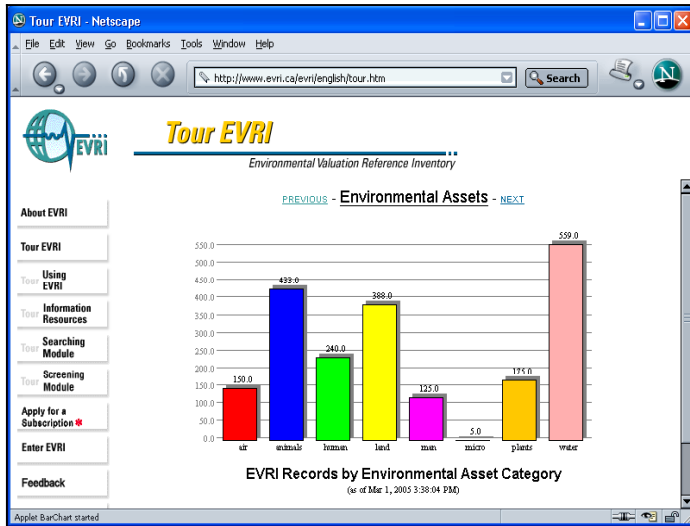 Tour EVRI - Netscape
File Edit View Go Bookmarks Tools Window Help
http://www.evri.ca/evri/english/tour.htm
Search
N
EVRI
Tour EVRI
Environmental Valuation Reference Inventory
PREVIOUS - Environmental Assets - NEXT
About EVRI
Tour EVRI
Tour Using
EVRI
Tour Information
Resources
Tour Searching
Module
Tour Screening
Module
Apply for a
Subscription *
Enter EVRI
Feedback
550.0
500.0
450.0
400.0
350.0
300.0
250.0
200.0
150.0
100.0
50.0
0.0
150.0
433.0
240.0
388.0
125.0
5.0
175.0
559.0
air animals human land man micro plants water
EVRI Records by Environmental Asset Category
(as of Mar 1, 2005 3:38:04 PM)
Applet BarChart started